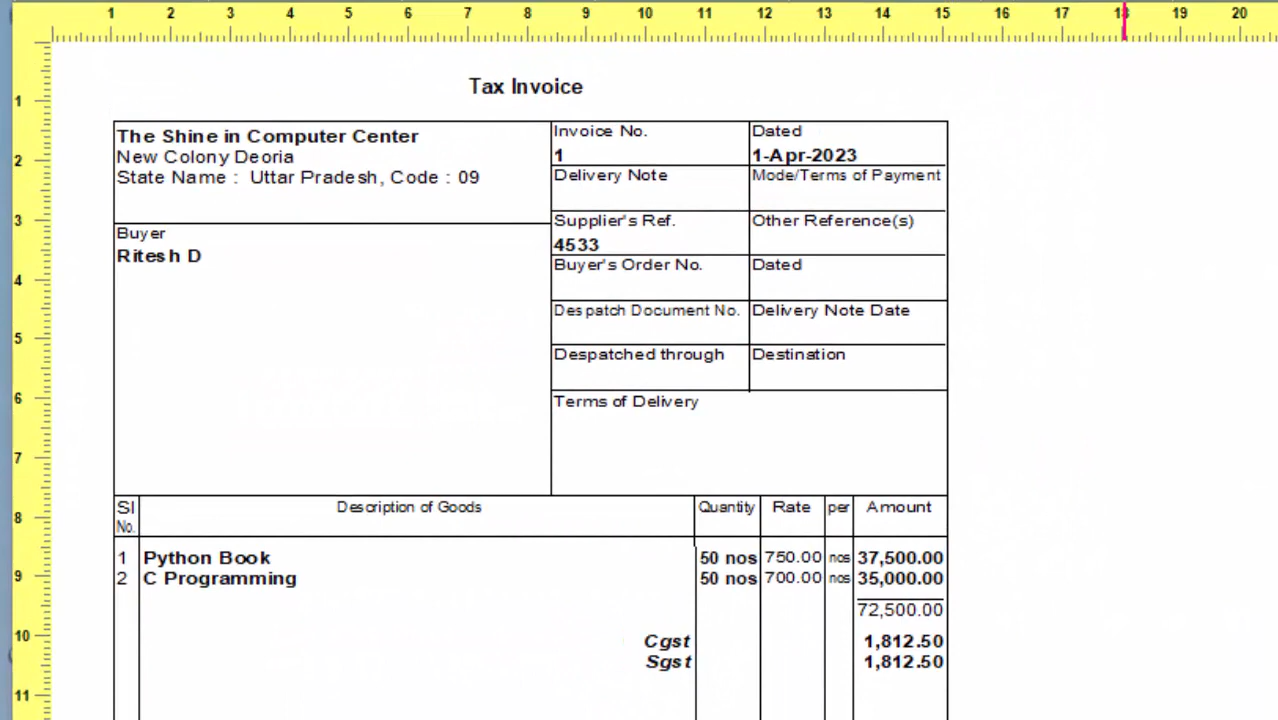 1 2 3 4 5 6 7 8 9 10 11 12 13 14 15 16 17 18 19 20
1
2
3
4
5
6
7
8
9
10
11
Tax Invoice
The Shine in Computer Center
New Colony Deoria
State Name : Uttar Pradesh, Code : 09
Buyer
Ritesh D
Invoice No.
1
Dated
1-Apr-2023
Delivery Note
Mode/Terms of Payment
Supplier's Ref.
4533
Other Reference(s)
Buyer's Order No.
Dated
Despatch Document No.
Delivery Note Date
Despatched through
Destination
Terms of Delivery
Sl No. Description of Goods Quantity Rate per Amount
1 Python Book 50 nos 750.00 nos 37,500.00
2 C Programming 50 nos 700.00 nos 35,000.00
72,500.00
Cgst 1,812.50
Sgst 1,812.50